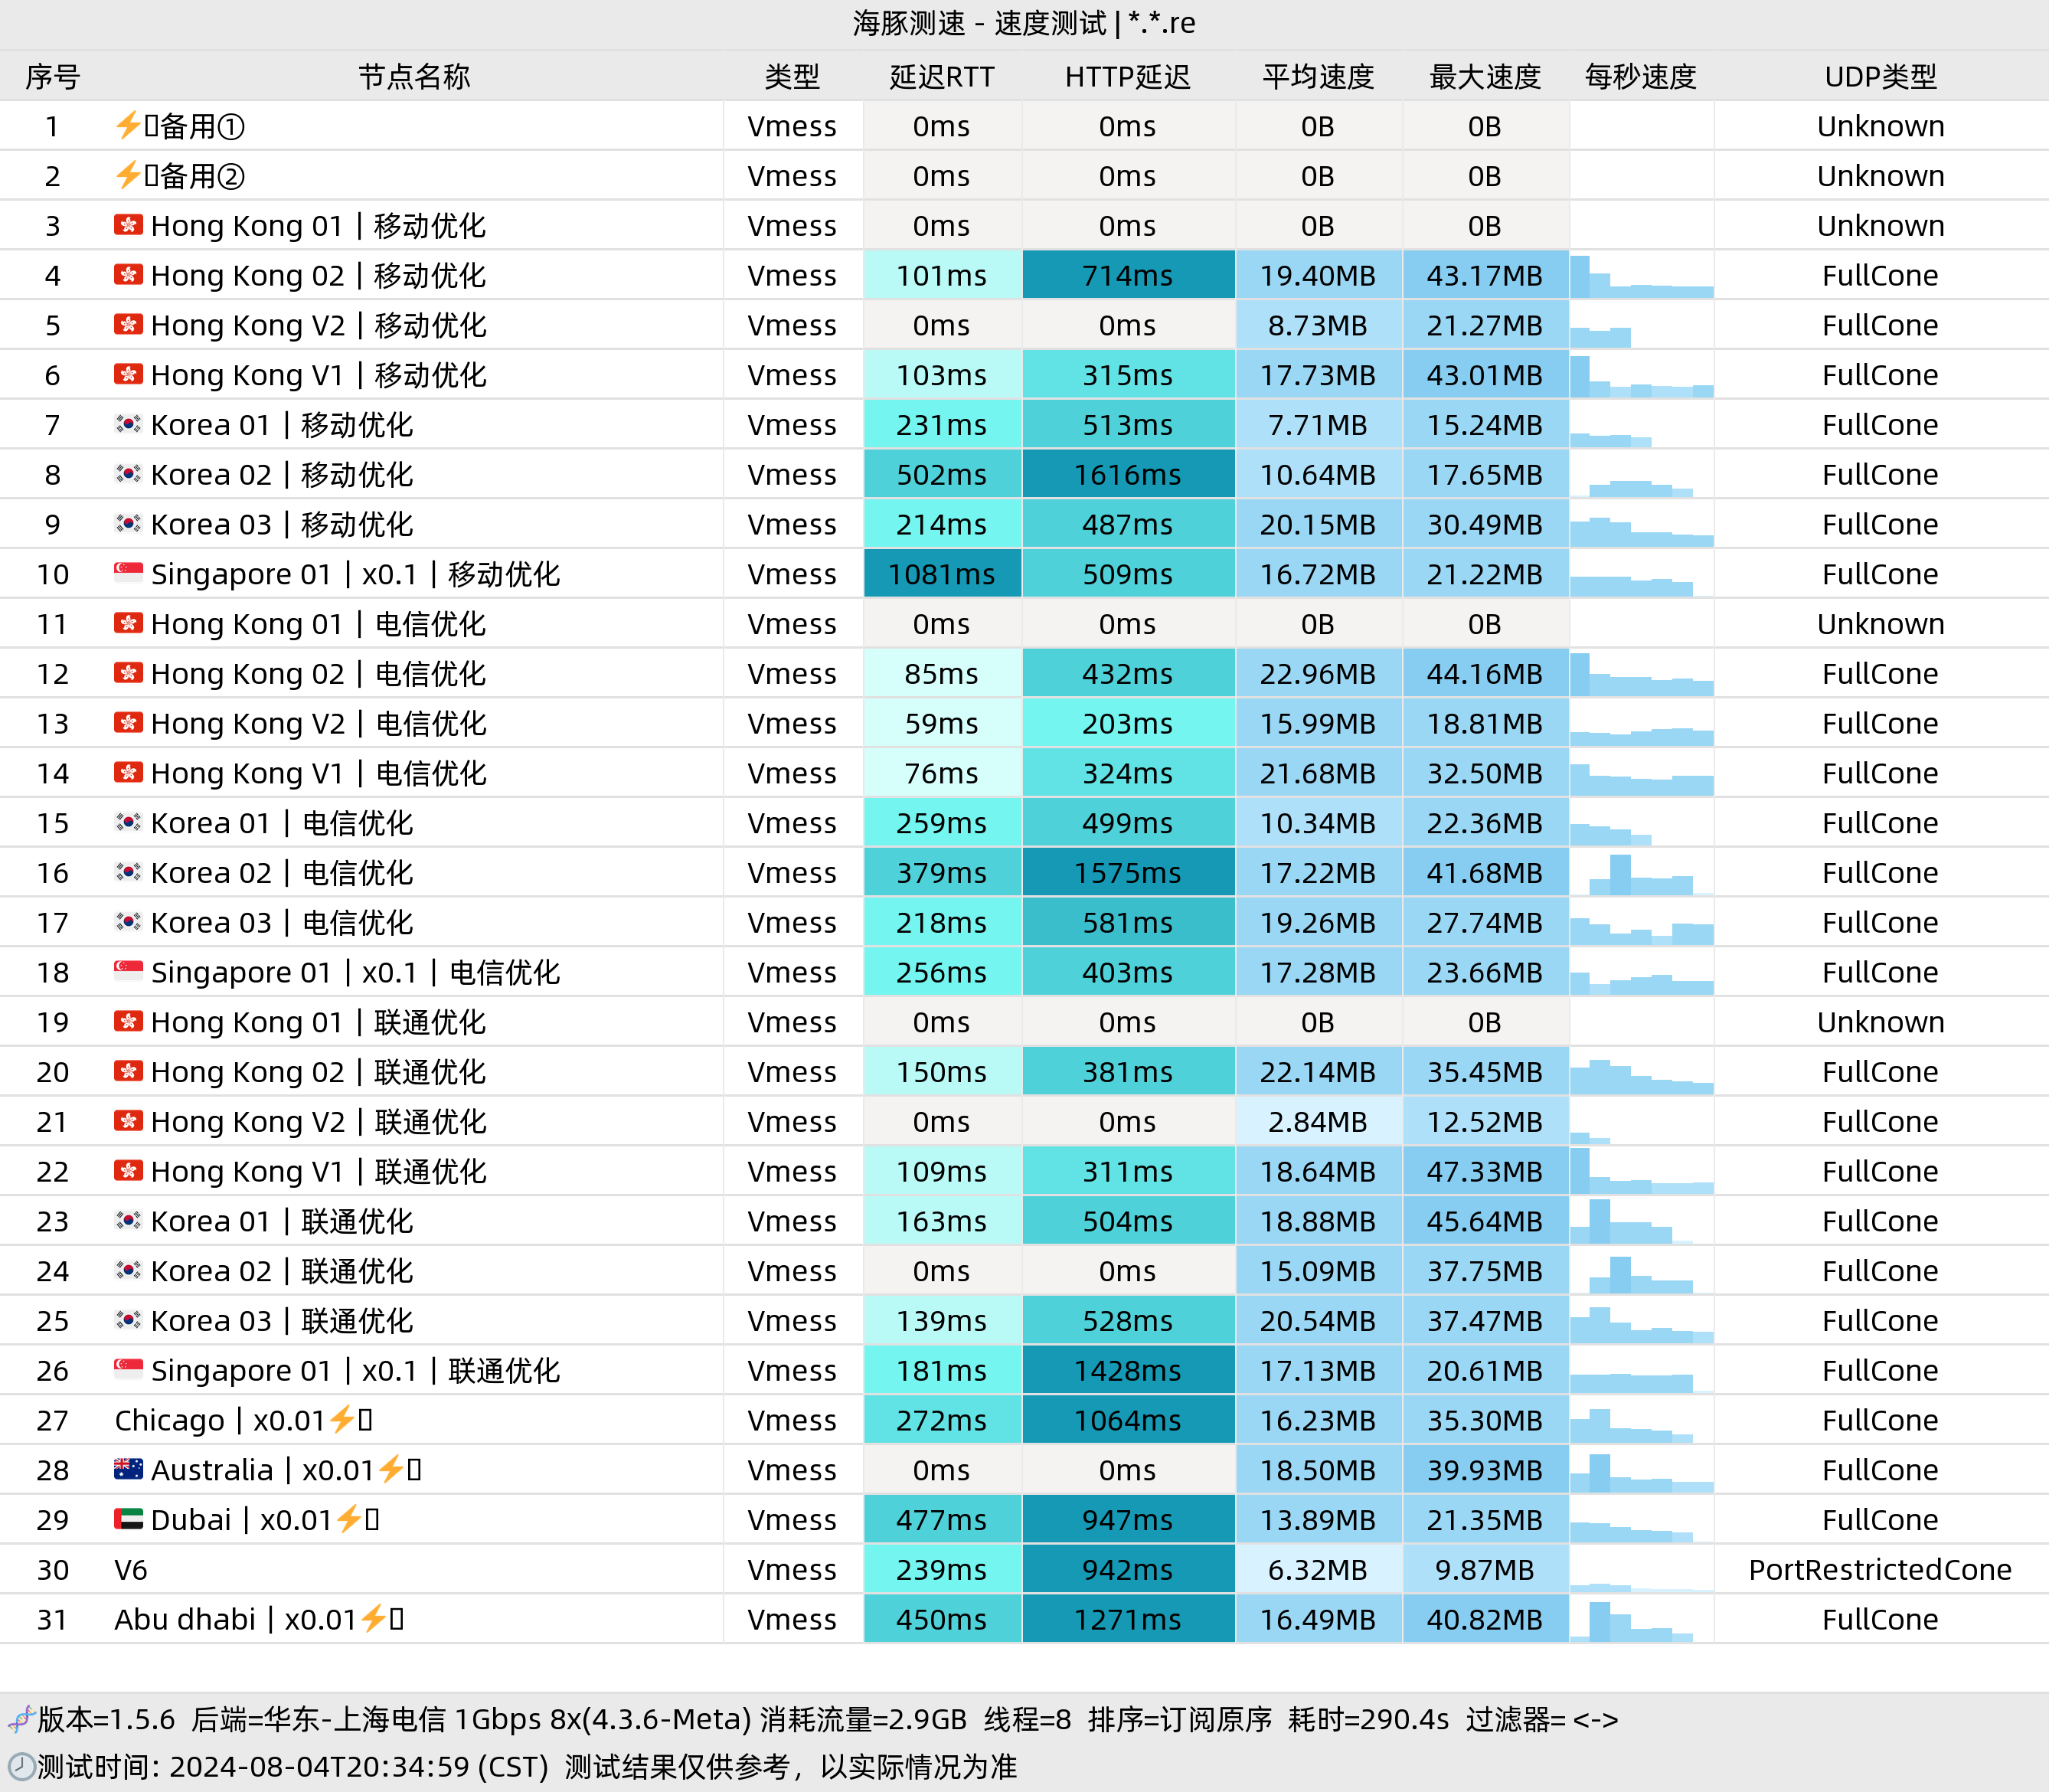 海豚测速 - 速度测试 | *.*.re
序号 节点名称 类型 延迟RTT HTTP延迟 平均速度 最大速度 每秒速度 UDP类型
1 ⚡备用① Vmess 0ms 0ms 0B 0B Unknown
2 ⚡备用② Vmess 0ms 0ms 0B 0B Unknown
3 🇭🇰 Hong Kong 01｜移动优化 Vmess 0ms 0ms 0B 0B Unknown
4 🇭🇰 Hong Kong 02｜移动优化 Vmess 101ms 714ms 19.40MB 43.17MB FullCone
5 🇭🇰 Hong Kong V2｜移动优化 Vmess 0ms 0ms 8.73MB 21.27MB FullCone
6 🇭🇰 Hong Kong V1｜移动优化 Vmess 103ms 315ms 17.73MB 43.01MB FullCone
7 🇰🇷 Korea 01｜移动优化 Vmess 231ms 513ms 7.71MB 15.24MB FullCone
8 🇰🇷 Korea 02｜移动优化 Vmess 502ms 1616ms 10.64MB 17.65MB FullCone
9 🇰🇷 Korea 03｜移动优化 Vmess 214ms 487ms 20.15MB 30.49MB FullCone
10 🇸🇬 Singapore 01｜x0.1｜移动优化 Vmess 1081ms 509ms 16.72MB 21.22MB FullCone
11 🇭🇰 Hong Kong 01｜电信优化 Vmess 0ms 0ms 0B 0B Unknown
12 🇭🇰 Hong Kong 02｜电信优化 Vmess 85ms 432ms 22.96MB 44.16MB FullCone
13 🇭🇰 Hong Kong V2｜电信优化 Vmess 59ms 203ms 15.99MB 18.81MB FullCone
14 🇭🇰 Hong Kong V1｜电信优化 Vmess 76ms 324ms 21.68MB 32.50MB FullCone
15 🇰🇷 Korea 01｜电信优化 Vmess 259ms 499ms 10.34MB 22.36MB FullCone
16 🇰🇷 Korea 02｜电信优化 Vmess 379ms 1575ms 17.22MB 41.68MB FullCone
17 🇰🇷 Korea 03｜电信优化 Vmess 218ms 581ms 19.26MB 27.74MB FullCone
18 🇸🇬 Singapore 01｜x0.1｜电信优化 Vmess 256ms 403ms 17.28MB 23.66MB FullCone
19 🇭🇰 Hong Kong 01｜联通优化 Vmess 0ms 0ms 0B 0B Unknown
20 🇭🇰 Hong Kong 02｜联通优化 Vmess 150ms 381ms 22.14MB 35.45MB FullCone
21 🇭🇰 Hong Kong V2｜联通优化 Vmess 0ms 0ms 2.84MB 12.52MB FullCone
22 🇭🇰 Hong Kong V1｜联通优化 Vmess 109ms 311ms 18.64MB 47.33MB FullCone
23 🇰🇷 Korea 01｜联通优化 Vmess 163ms 504ms 18.88MB 45.64MB FullCone
24 🇰🇷 Korea 02｜联通优化 Vmess 0ms 0ms 15.09MB 37.75MB FullCone
25 🇰🇷 Korea 03｜联通优化 Vmess 139ms 528ms 20.54MB 37.47MB FullCone
26 🇸🇬 Singapore 01｜x0.1｜联通优化 Vmess 181ms 1428ms 17.13MB 20.61MB FullCone
27 Chicago｜x0.01⚡ Vmess 272ms 1064ms 16.23MB 35.30MB FullCone
28 🇦🇺 Australia｜x0.01⚡ Vmess 0ms 0ms 18.50MB 39.93MB FullCone
29 🇦🇪 Dubai｜x0.01⚡ Vmess 477ms 947ms 13.89MB 21.35MB FullCone
30 V6 Vmess 239ms 942ms 6.32MB 9.87MB PortRestrictedCone
31 Abu dhabi｜x0.01⚡ Vmess 450ms 1271ms 16.49MB 40.82MB FullCone
🧬版本=1.5.6 后端=华东-上海电信 1Gbps 8x(4.3.6-Meta) 消耗流量=2.9GB 线程=8 排序=订阅原序 耗时=290.4s 过滤器= <->
🕗测试时间: 2024-08-04T20:34:59 (CST) 测试结果仅供参考，以实际情况为准